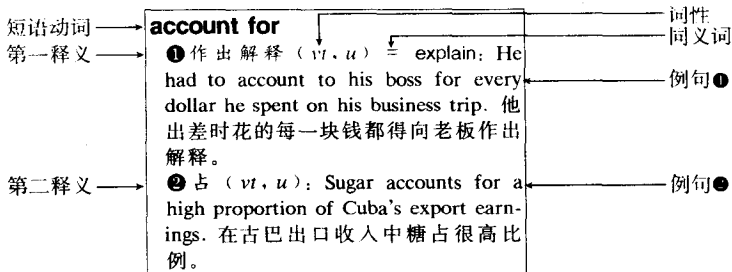 短语动词 account for 词性
第一释义 ❶作出解释(vt, u) = explain: He 同义词
had to account to his boss for every 例句❶
dollar he spent on his business trip. 他
出差时花的每一块钱都得向老板作出
解释。
第二释义 ❷占 (vt, u): Sugar accounts for a 例句❷
high proportion of Cuba's export earn-
ings. 在古巴出口收入中糖占很高比
例。